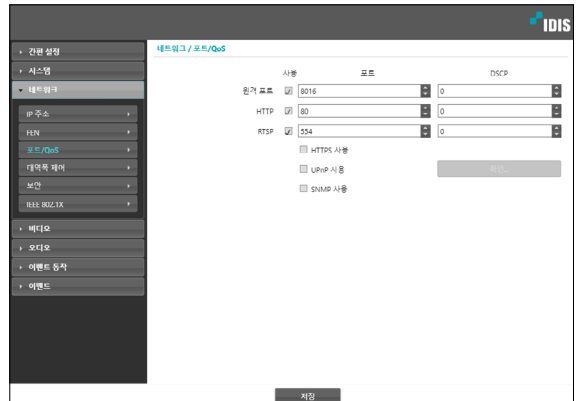 IDIS
간편 설정
네트워크 / 포트/QoS
시스템
사용 포트 DSCP
네트워크
원격 포트 8016 0
IP 주소
HTTP 80 0
FEN
RTSP 554 0
포트/QoS
HTTPS 사용
대역폭 제어
UPnP 사용 확인...
보안
SNMP 사용
IEEE 802.1X
비디오
오디오
이벤트 동작
이벤트
저장